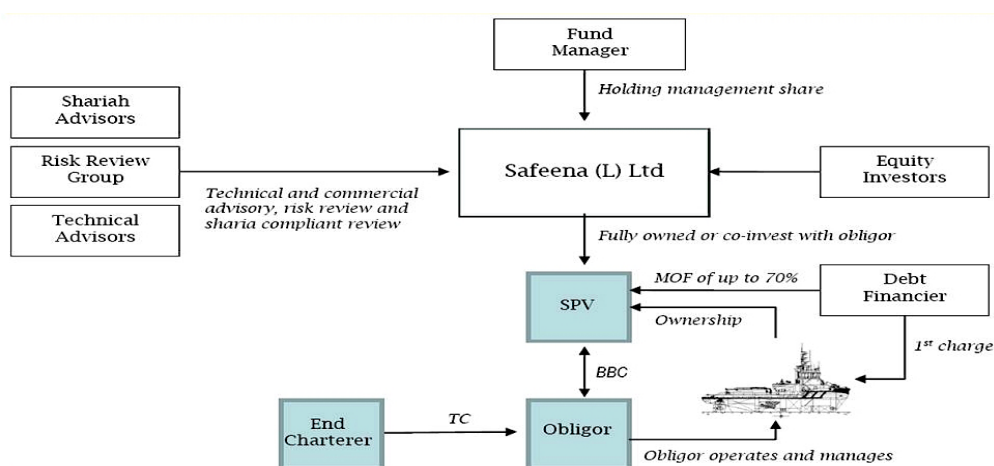 Fund
Manager
Holding management share
Shariah
Advisors
Risk Review
Group
Technical
Advisors
Technical and commercial
advisory, risk review and
sharia compliant review
Safeena (L) Ltd
Equity
Investors
Fully owned or co-invest with obligor
SPV
MOF of up to 70%
Ownership
Debt
Financier
1st charge
BBC
End
Charterer
TC
Obligor
Obligor operates and manages